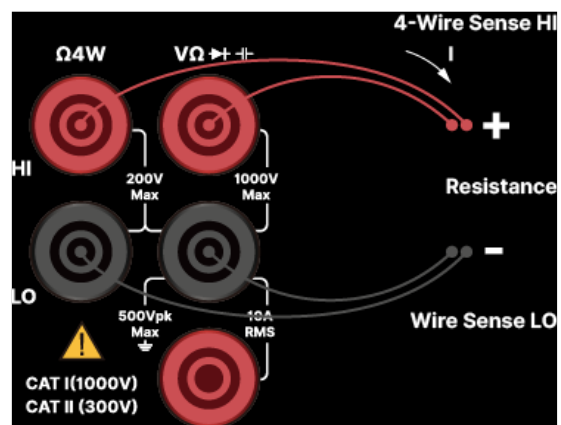 4-Wire Sense HI
Ω4W
VΩ
I
+
HI
200V
Max
1000V
Max
Resistance
-
LO
500Vpk
Max
10A
RMS
Wire Sense LO
!
CAT I(1000V)
CAT II (300V)